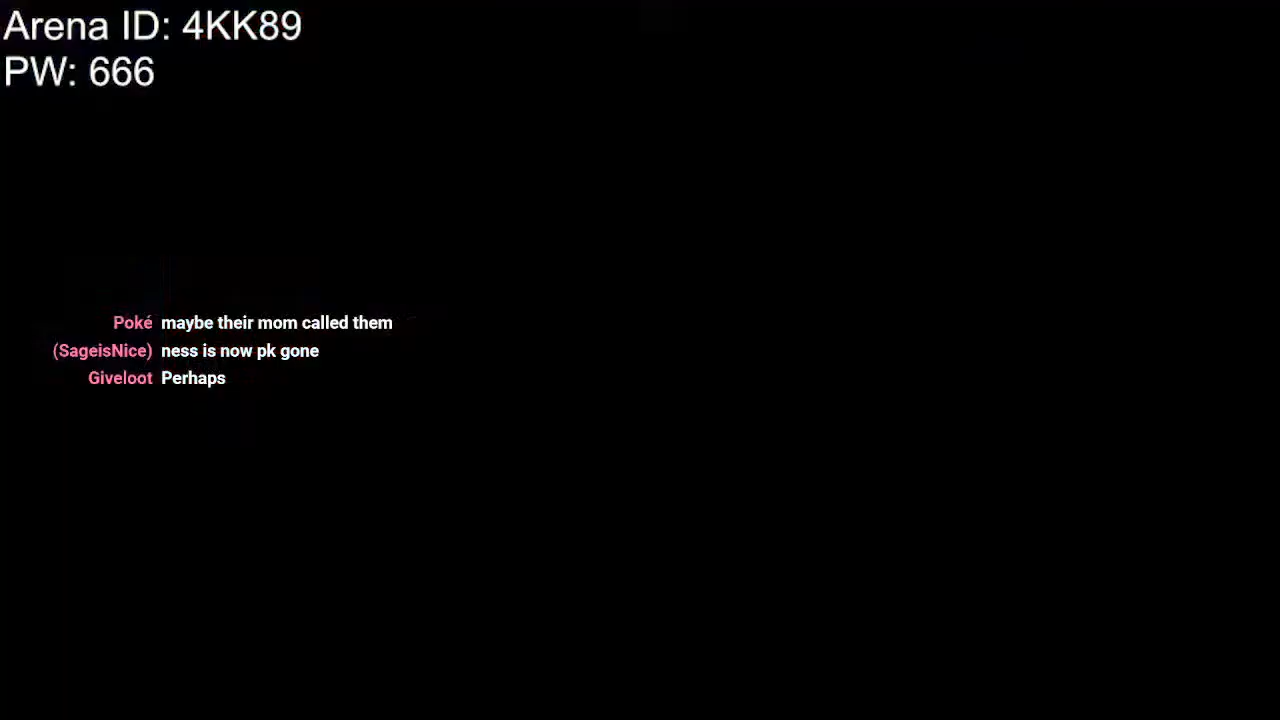 Arena ID: 4KK89
PW: 666
Poké maybe their mom called them
(SageisNice) ness is now pk gone
Giveloot Perhaps